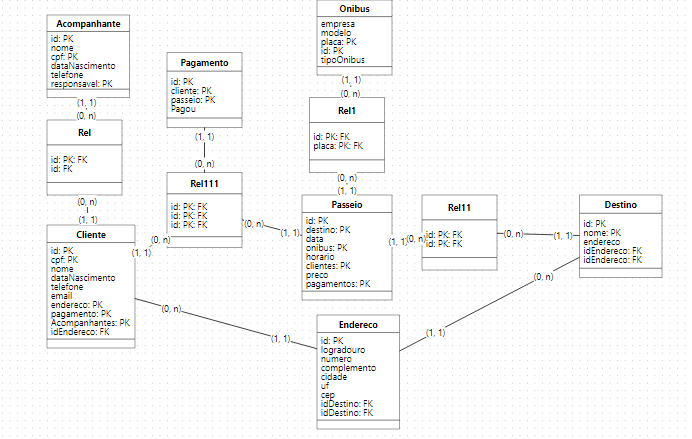 Onibus
empresa
modelo
placa: PK
id: PK
tipoOnibus
Acompanhante
id: PK
nome
cpf: PK
dataNascimento
telefone
responsavel: PK
Pagamento
id: PK
cliente: PK
passeio: PK
Pagou
(1, 1)
(0, n)
(1, 1)
(0, n)
Rel
id: PK: FK
id: FK
(1, 1)
(0, n)
Rel1
id: PK: FK
placa: PK: FK
(0, n)
(1, 1)
Rel111
id: PK: FK
id: PK: FK
id: PK: FK
(0, n)
(1, 1)
(0, n)
(1, 1)
(0, n)
(1, 1)
Passeio
id: PK
destino: PK
data
onibus: PK
horario
clientes: PK
preco
pagamentos: PK
(1, 1)
(0, n)
Rel11
id: PK: FK
id: PK: FK
(0, n)
(1, 1)
Destino
id: PK
nome: PK
endereco
idEndereco: FK
idEndereco: FK
Cliente
id: PK
cpf: PK
nome
dataNascimento
telefone
email
endereco: PK
pagamento: PK
Acompanhantes: PK
idEndereco: FK
(0, n)
(1, 1)
(0, n)
(1, 1)
Endereco
id: PK
logradouro
numero
complemento
cidade
uf
cep
idDestino: FK
idDestino: FK